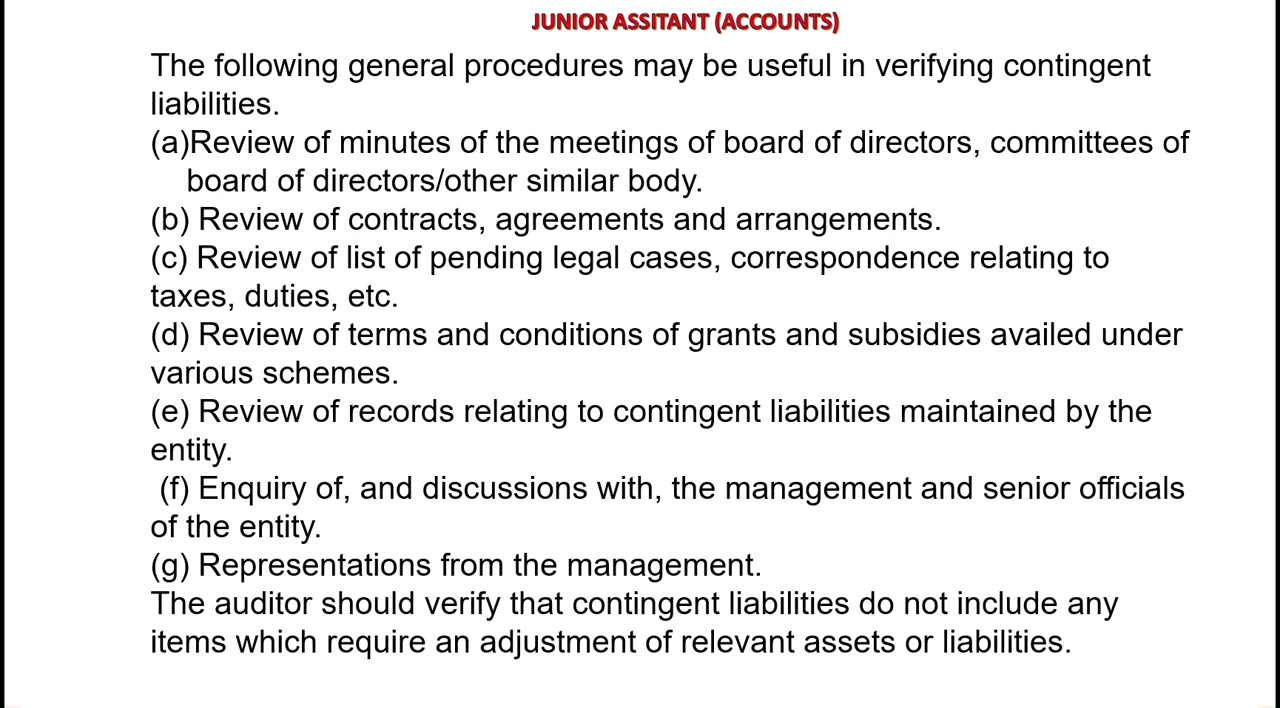 JUNIOR ASSITANT (ACCOUNTS)
The following general procedures may be useful in verifying contingent
liabilities.
(a)Review of minutes of the meetings of board of directors, committees of
board of directors/other similar body.
(b) Review of contracts, agreements and arrangements.
(c) Review of list of pending legal cases, correspondence relating to
taxes, duties, etc.
(d) Review of terms and conditions of grants and subsidies availed under
various schemes.
(e) Review of records relating to contingent liabilities maintained by the
entity.
(f) Enquiry of, and discussions with, the management and senior officials
of the entity.
(g) Representations from the management.
The auditor should verify that contingent liabilities do not include any
items which require an adjustment of relevant assets or liabilities.